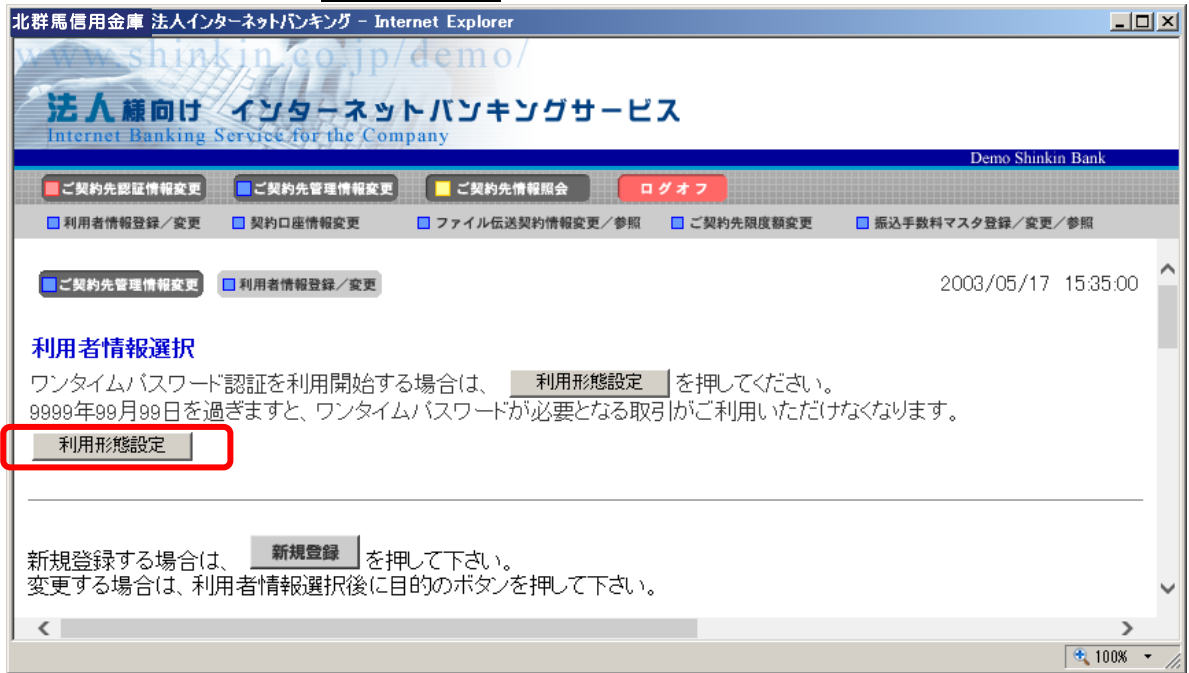 北群馬信用金庫 法人インターネットバンキング - Internet Explorer
www.shinkin.co.jp/demo/
法人様向け インターネットバンキングサービス
Internet Banking Service for the Company
Demo Shinkin Bank
ご契約先認証情報変更 ご契約先管理情報変更 ご契約先情報照会 ログオフ
利用者情報登録／変更 契約口座情報変更 ファイル伝送契約情報変更／参照 ご契約先限度額変更 振込手数料マスタ登録／変更／参照
ご契約先管理情報変更 利用者情報登録／変更 2003/05/17 15:35:00
利用者情報選択
ワンタイムパスワード認証を利用開始する場合は、 利用形態設定 を押してください。
9999年99月99日を過ぎますと、ワンタイムパスワードが必要となる取引がご利用いただけなくなります。
利用形態設定
新規登録する場合は、 新規登録 を押して下さい。
変更する場合は、利用者情報選択後に目的のボタンを押して下さい。
100%